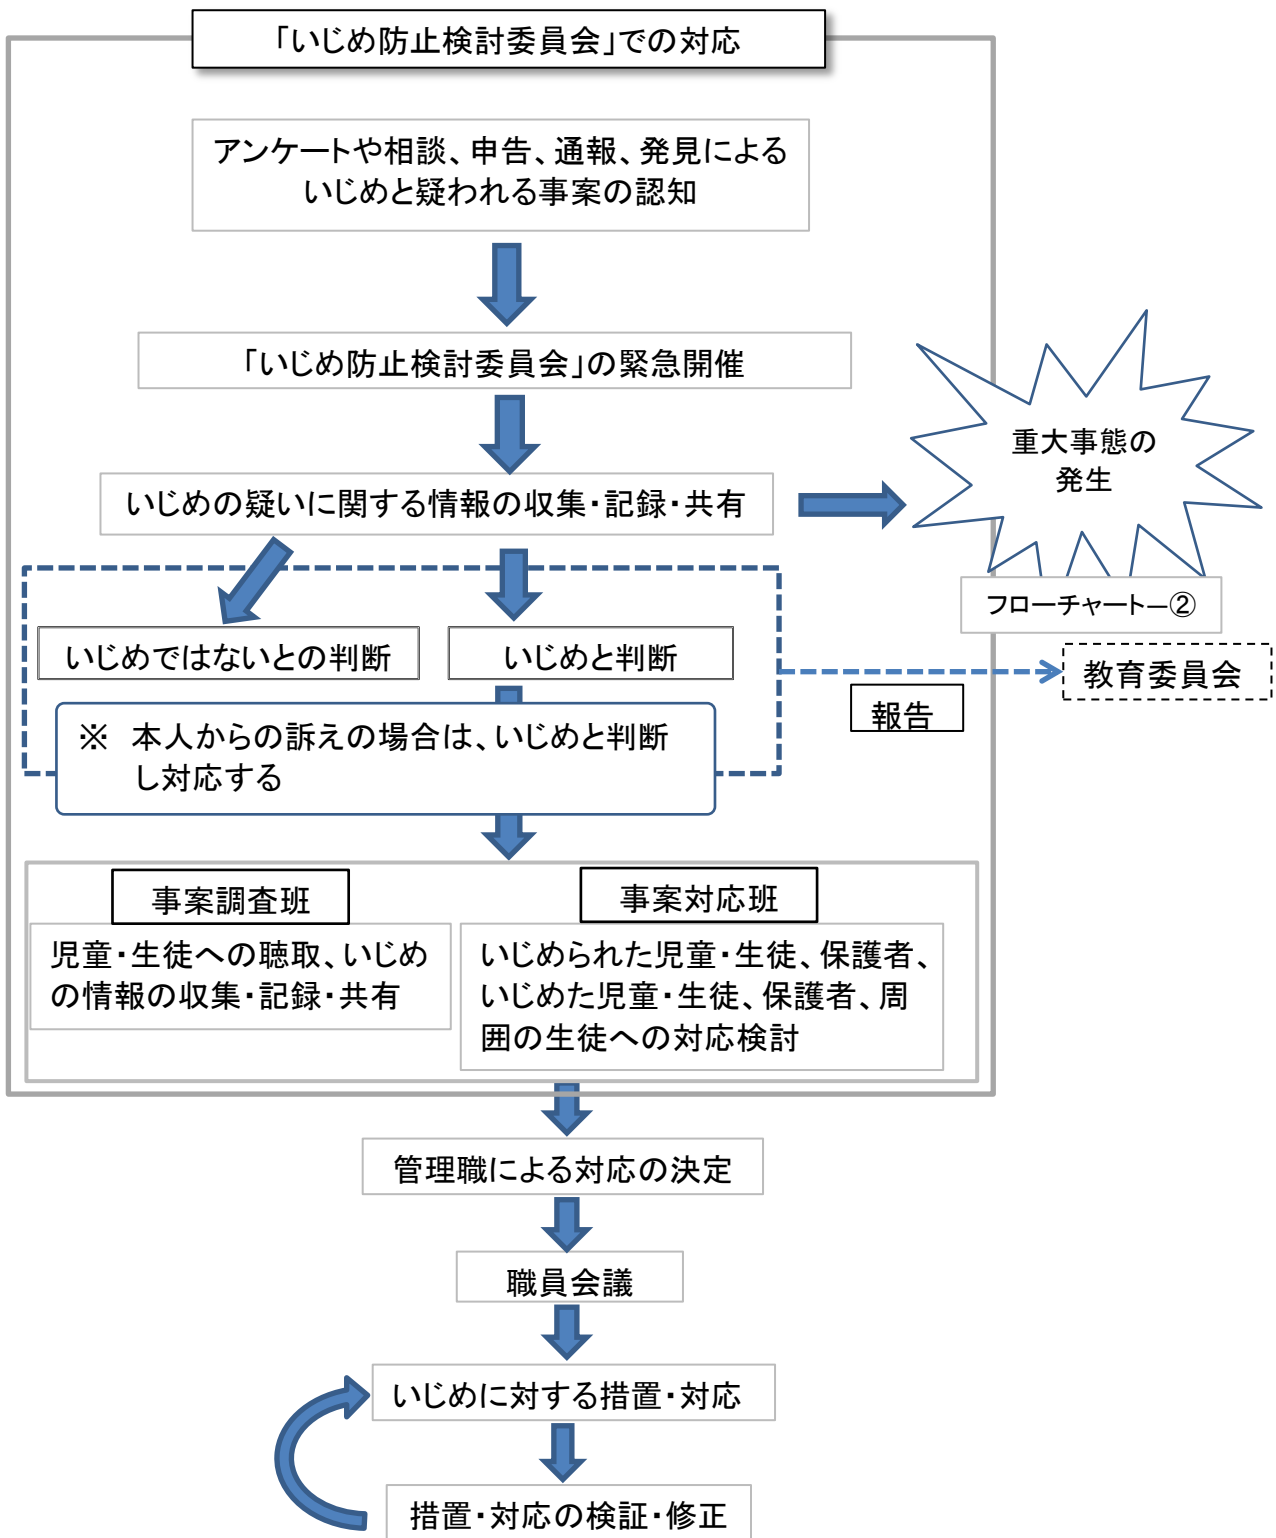 「いじめ防止検討委員会」での対応
アンケートや相談、申告、通報、発見による
いじめと疑われる事案の認知
「いじめ防止検討委員会」の緊急開催
重大事態の
発生
いじめの疑いに関する情報の収集・記録・共有
フローチャート―②
いじめではないとの判断
いじめと判断
教育委員会
報告
※ 本人からの訴えの場合は、いじめと判断
し対応する
事案調査班
児童・生徒への聴取、いじめ
の情報の収集・記録・共有
事案対応班
いじめられた児童・生徒、保護者、
いじめた児童・生徒、保護者、周
囲の生徒への対応検討
管理職による対応の決定
職員会議
いじめに対する措置・対応
措置・対応の検証・修正